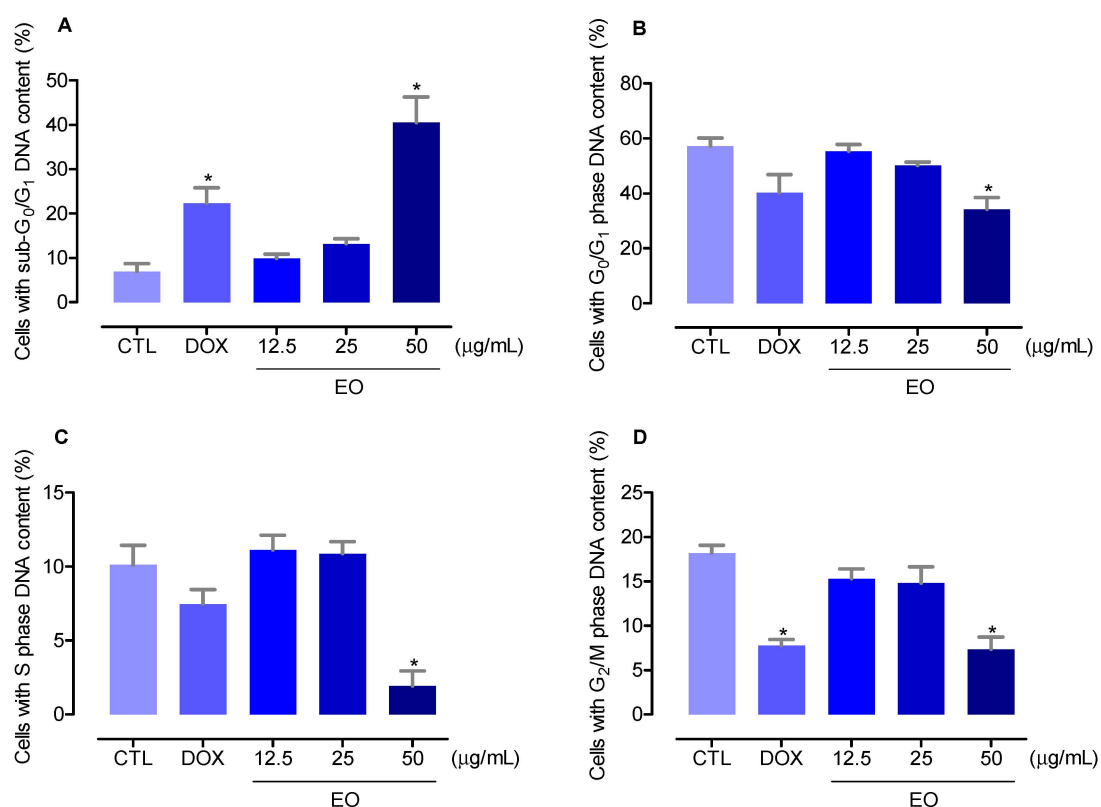 A
Cells with sub-G0/G1 DNA content (%)
50
40
30
20
10
0
*
*
CTL DOX 12.5 25 50 (μg/mL)
EO
B
Cells with G0/G1 phase DNA content (%)
80
60
40
20
0
*
CTL DOX 12.5 25 50 (μg/mL)
EO
C
Cells with S phase DNA content (%)
15
10
5
0
*
CTL DOX 12.5 25 50 (μg/mL)
EO
D
Cells with G2/M phase DNA content (%)
25
20
15
10
5
0
*
*
CTL DOX 12.5 25 50 (μg/mL)
EO